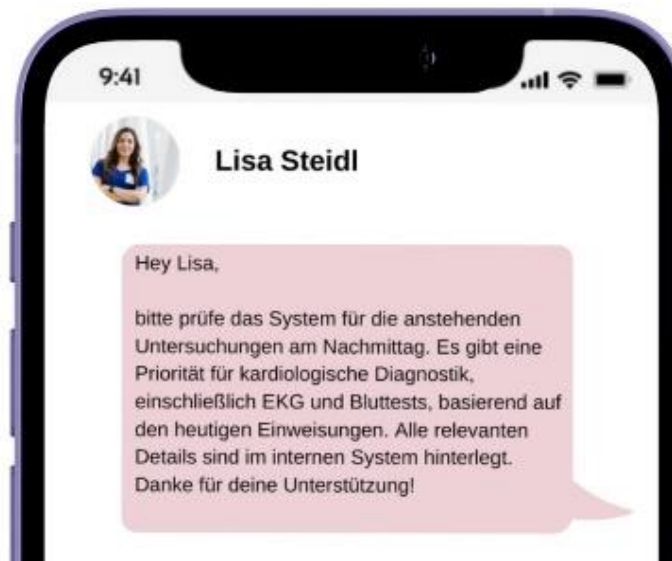 9:41
Lisa Steidl
Hey Lisa,
bitte prüfe das System für die anstehenden
Untersuchungen am Nachmittag. Es gibt eine
Priorität für kardiologische Diagnostik,
einschließlich EKG und Bluttests, basierend auf
den heutigen Einweisungen. Alle relevanten
Details sind im internen System hinterlegt.
Danke für deine Unterstützung!